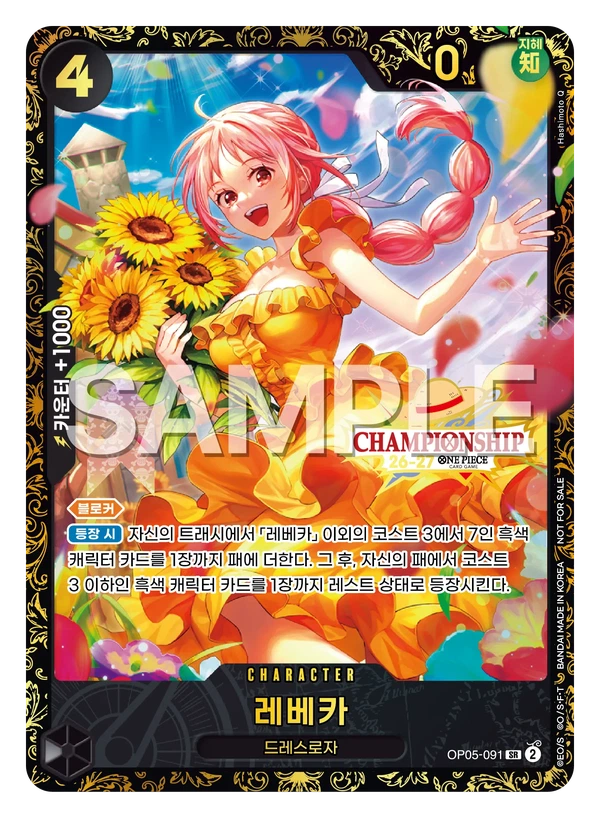 4
0
지혜
知
Hashimoto Q
⚡카운터 +1000
SAMPLE
CHAMPIONSHIP
26-27 ONE PIECE
CARD GAME
블로커
등장 시 자신의 트래시에서 「레베카」 이외의 코스트 3에서 7인 흑색
캐릭터 카드를 1장까지 패에 더한다. 그 후, 자신의 패에서 코스트
3 이하인 흑색 캐릭터 카드를 1장까지 레스트 상태로 등장시킨다.
CHARACTER
레베카
드레스로자
OP05-091 SR 2
©E.O./S. ©O./S.·F·T BANDAI MADE IN KOREA NOT FOR SALE